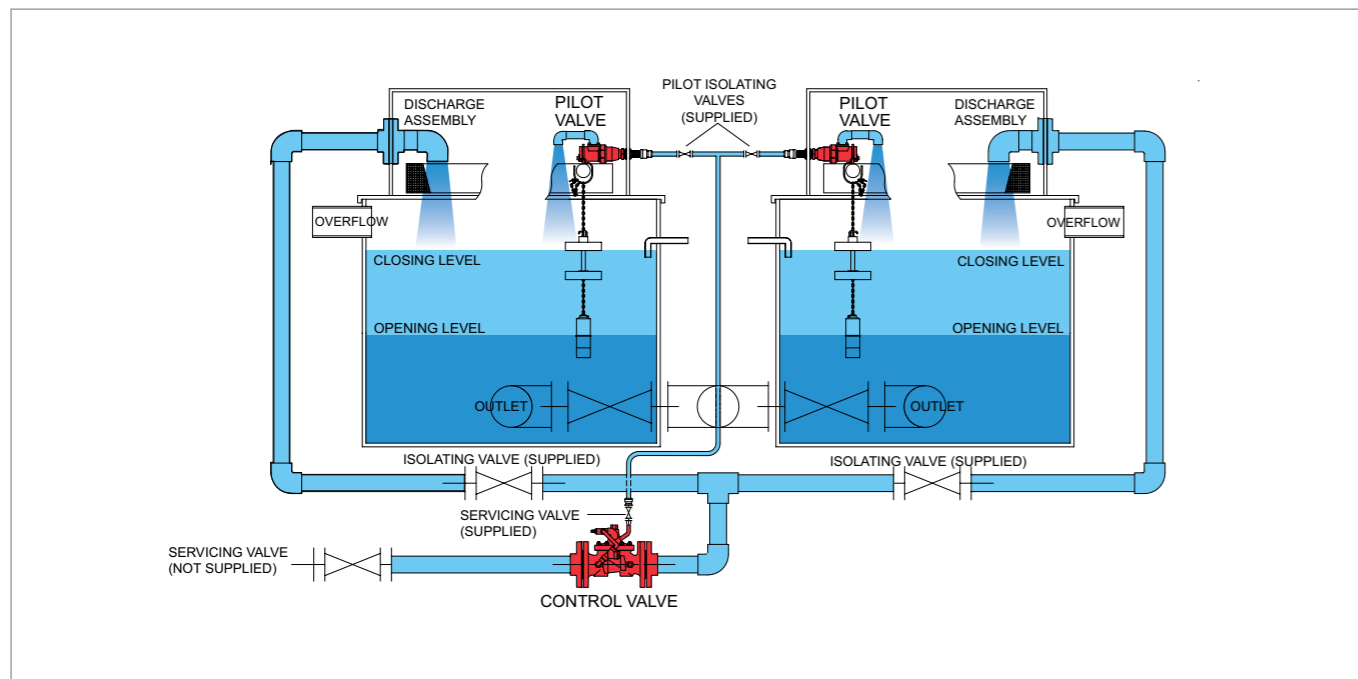 PILOT ISOLATING
VALVES
(SUPPLIED)
DISCHARGE
ASSEMBLY
PILOT
VALVE
PILOT
VALVE
DISCHARGE
ASSEMBLY
OVERFLOW
OVERFLOW
CLOSING LEVEL
CLOSING LEVEL
OPENING LEVEL
OPENING LEVEL
OUTLET
OUTLET
ISOLATING VALVE (SUPPLIED)
ISOLATING VALVE (SUPPLIED)
SERVICING VALVE
(SUPPLIED)
SERVICING VALVE
(NOT SUPPLIED)
CONTROL VALVE